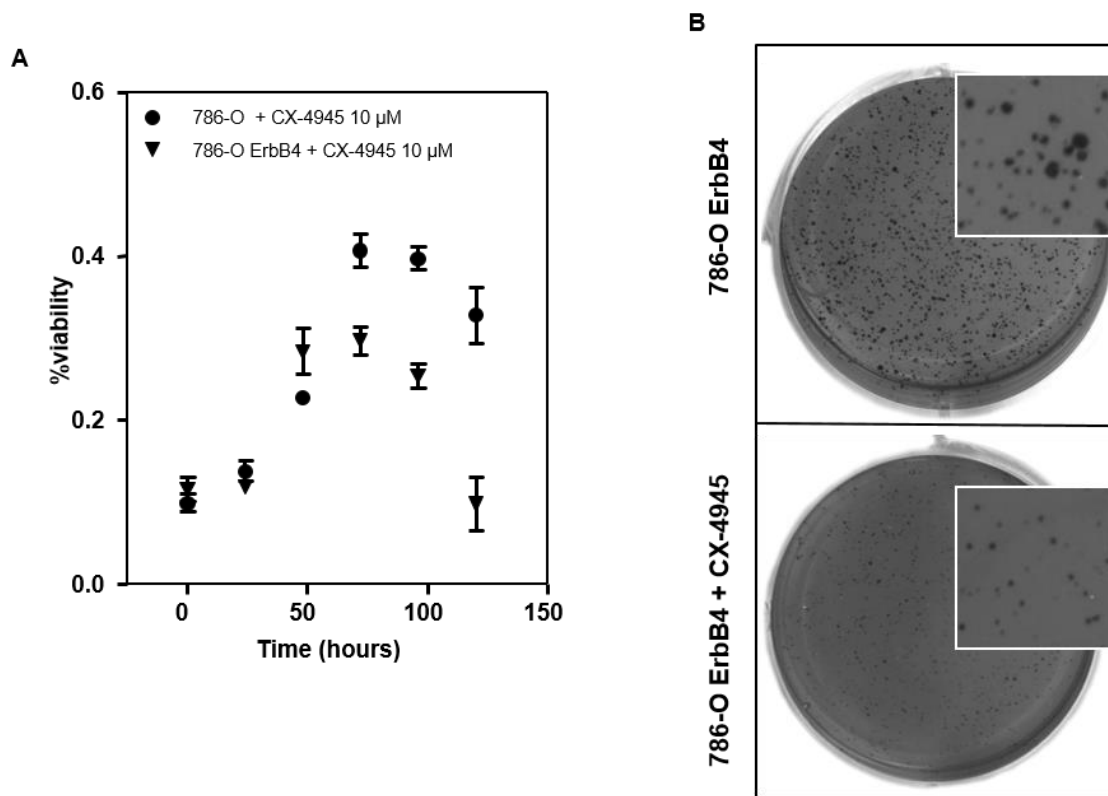 A
0.6
0.4
0.2
0.0
%viability
786-O + CX-4945 10 µM
786-O ErbB4 + CX-4945 10 µM
0
50
100
150
Time (hours)
B
786-O ErbB4
786-O ErbB4 + CX-4945